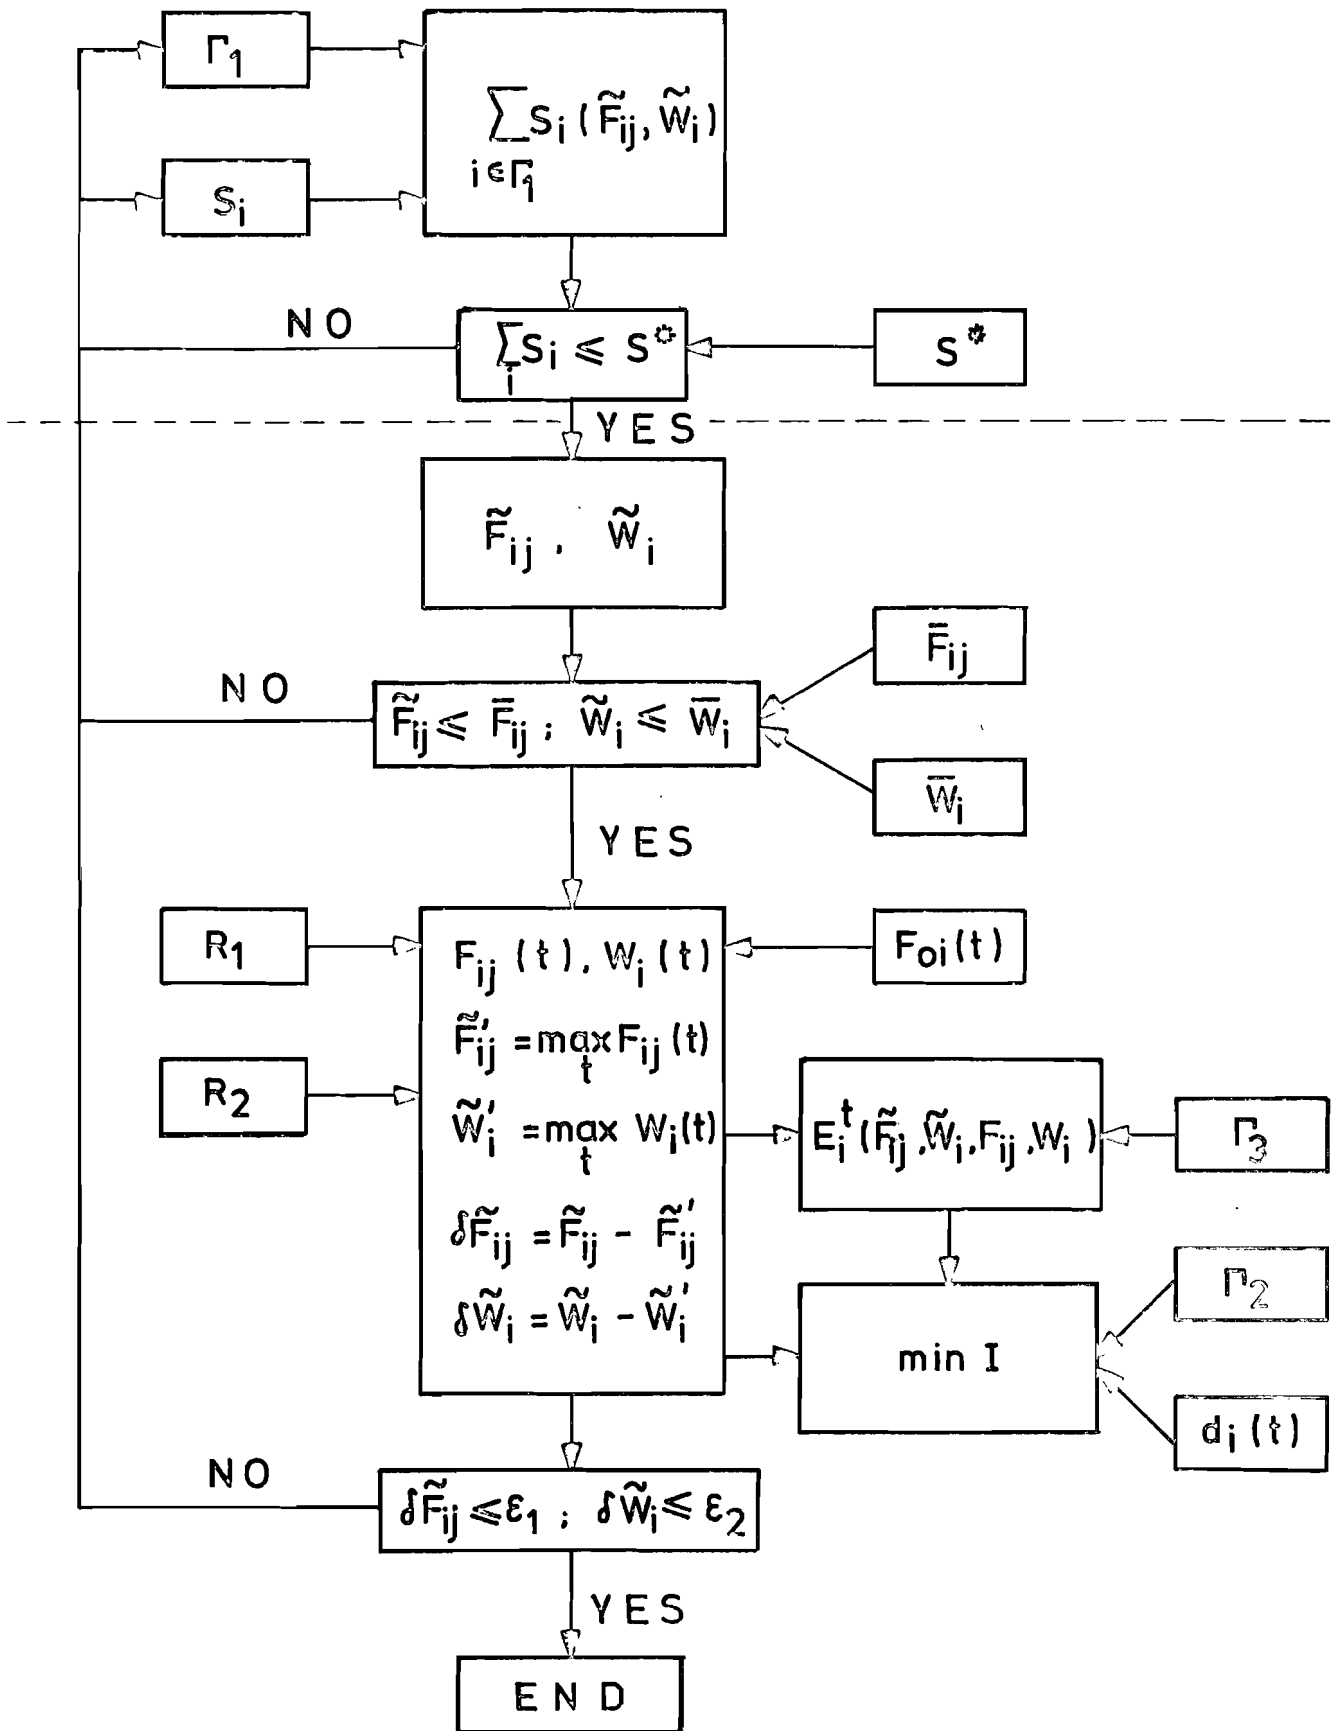 Γ₁
∑ Sᵢ (F̃ᵢⱼ, W̃ᵢ)
i ∈ Γ₁
Sᵢ
NO
∑ Sᵢ ⩽ S*
i
S*
YES
F̃ᵢⱼ , W̃ᵢ
F̄ᵢⱼ
NO
F̃ᵢⱼ ⩽ F̄ᵢⱼ ; W̃ᵢ ⩽ W̄ᵢ
W̄ᵢ
YES
R₁
Fᵢⱼ (t), Wᵢ (t)
F₀ᵢ(t)
F̃'ᵢⱼ = max Fᵢⱼ (t)
t
R₂
W̃'ᵢ = max Wᵢ(t)
t
Eᵢᵗ (F̃ᵢⱼ, W̃ᵢ, Fᵢⱼ, Wᵢ )
Γ₃
δF̃ᵢⱼ = F̃ᵢⱼ - F̃'ᵢⱼ
Γ₂
δW̃ᵢ = W̃ᵢ - W̃ᵢ'
min I
dᵢ(t)
NO
δF̃ᵢⱼ ⩽ ε₁ ; δW̃ᵢ ⩽ ε₂
YES
END